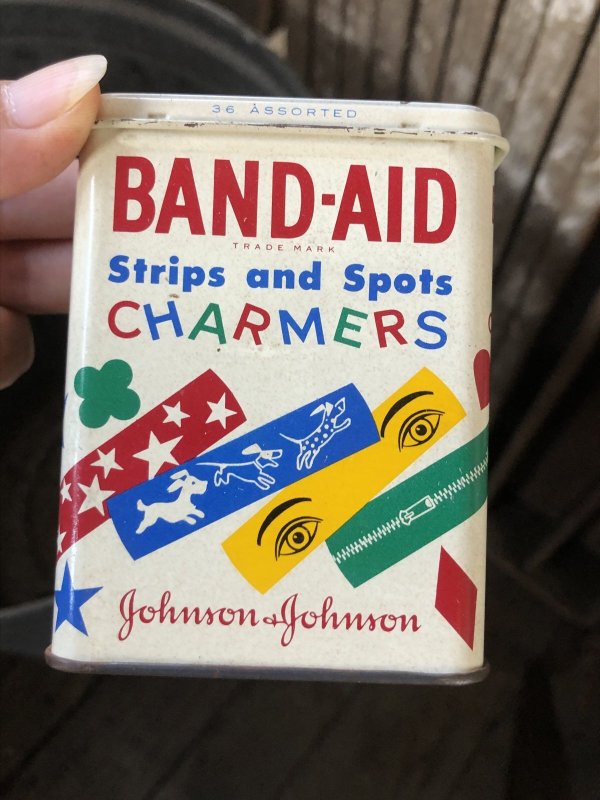 36 ASSORTED
BAND-AID
TRADE MARK
Strips and Spots
CHARMERS
Johnson & Johnson